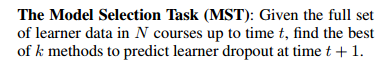 The Model Selection Task (MST): Given the full set
of learner data in N courses up to time t, find the best
of k methods to predict learner dropout at time t + 1.